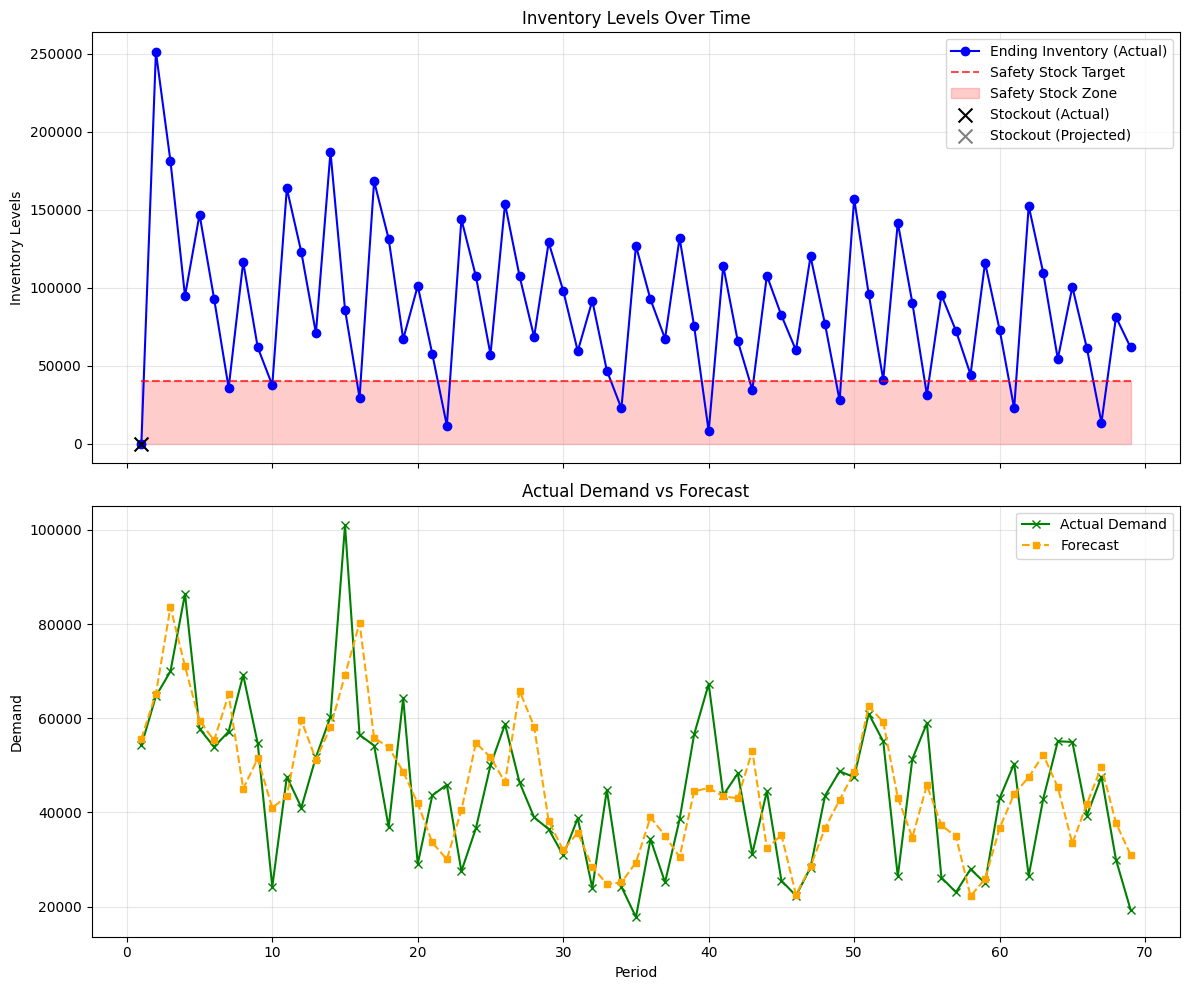 Inventory Levels Over Time
Inventory Levels
250000
200000
150000
100000
50000
0
Ending Inventory (Actual)
Safety Stock Target
Safety Stock Zone
Stockout (Actual)
Stockout (Projected)
Actual Demand vs Forecast
Demand
100000
80000
60000
40000
20000
Actual Demand
Forecast
0 10 20 30 40 50 60 70
Period